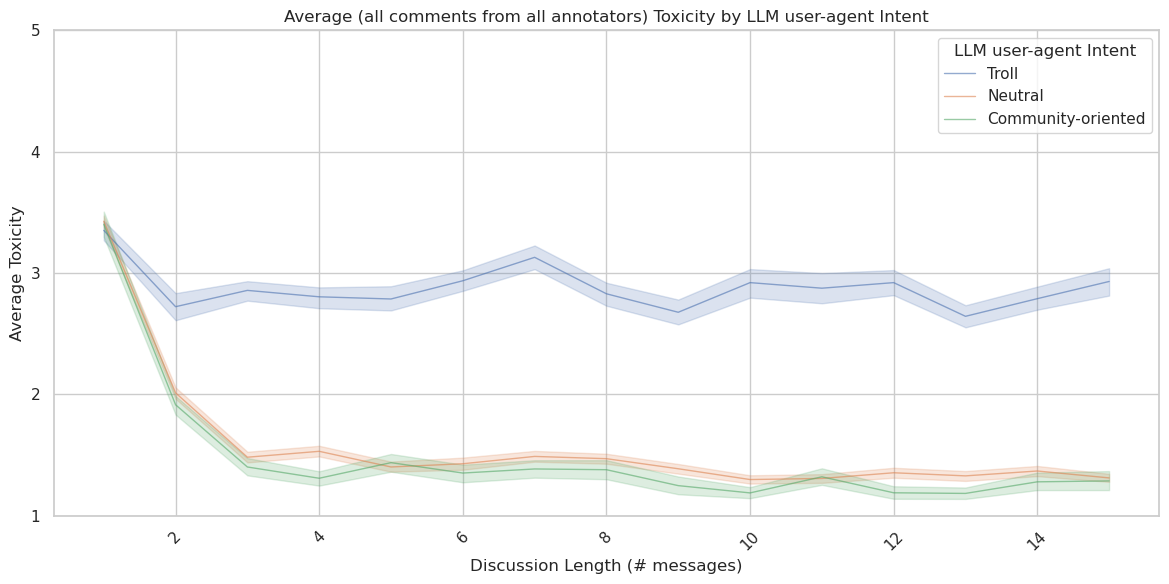 Average (all comments from all annotators) Toxicity by LLM user-agent Intent
LLM user-agent Intent
Troll
Neutral
Community-oriented
Average Toxicity
5
4
3
2
1
2
4
6
8
10
12
14
Discussion Length (# messages)